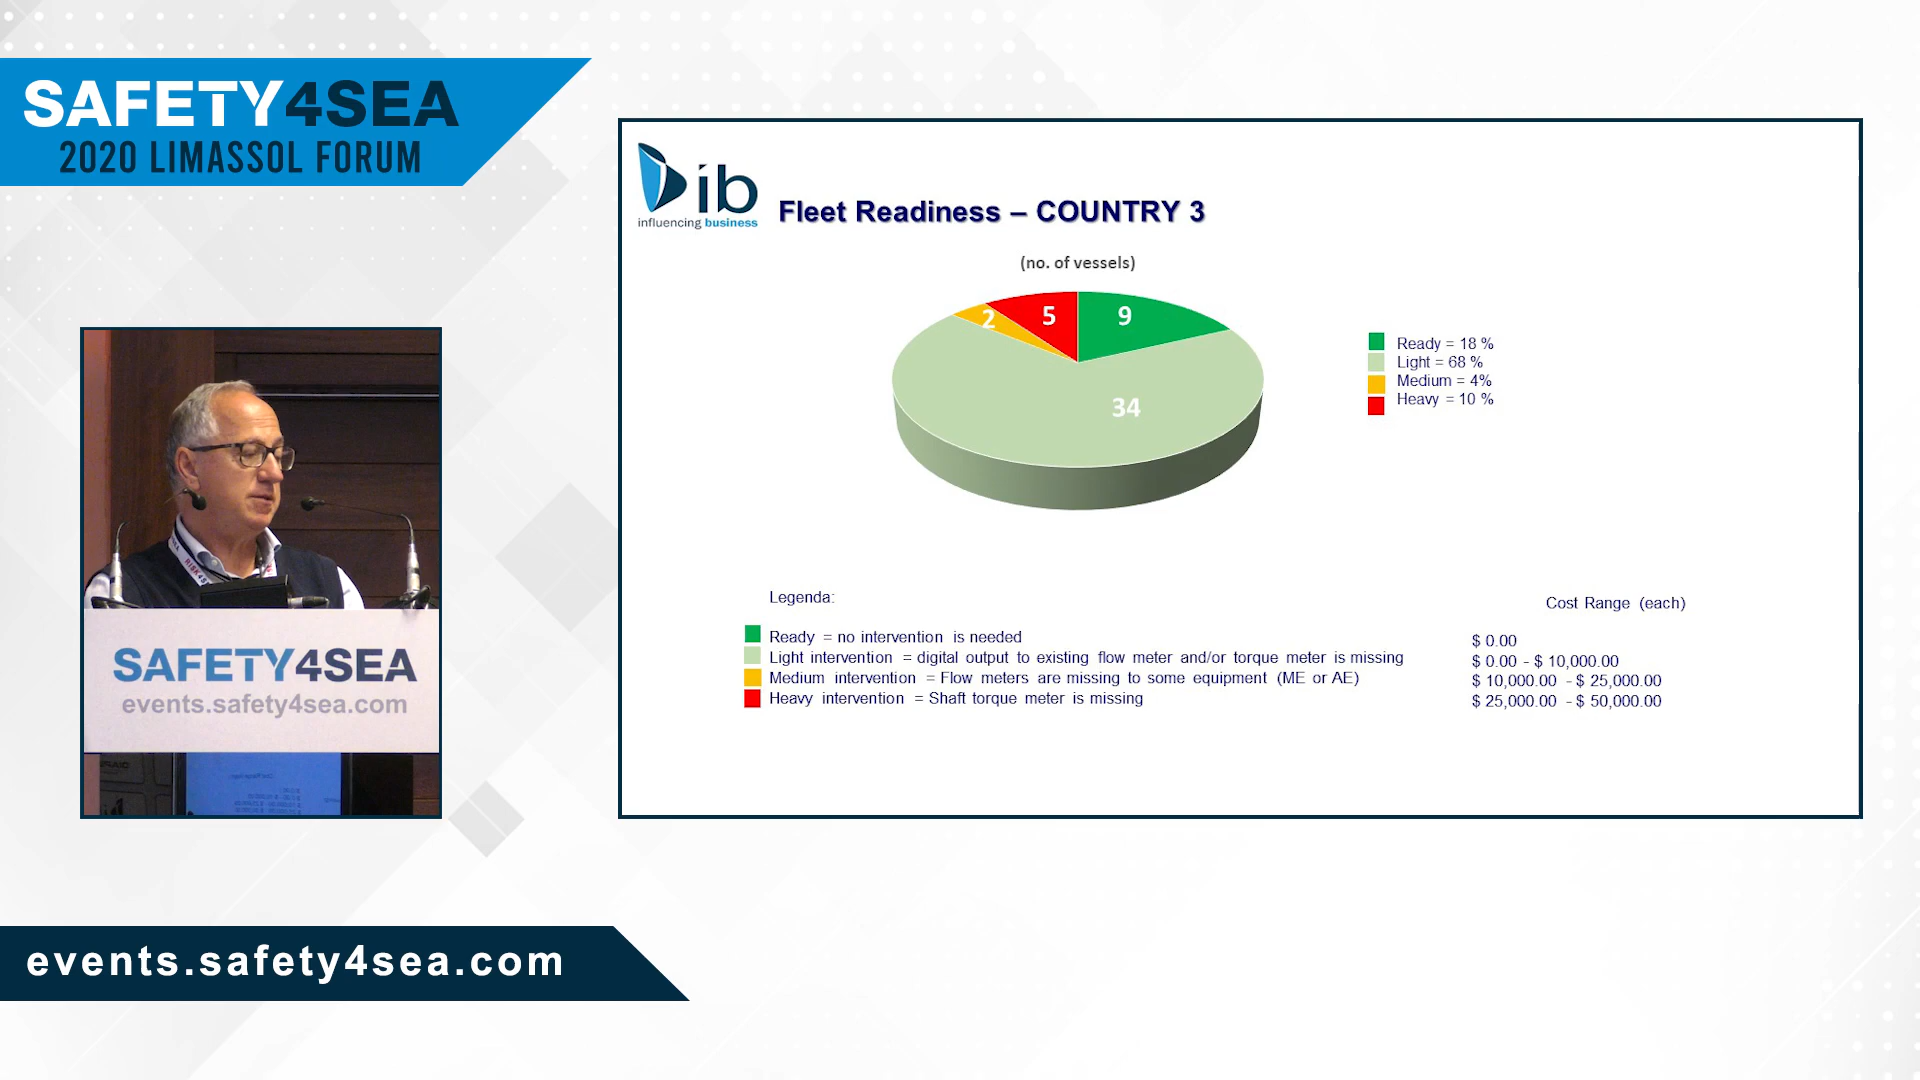 SAFETY4SEA
2020 LIMASSOL FORUM
ib
influencing business
Fleet Readiness – COUNTRY 3
(no. of vessels)
2
5
9
34
Ready = 18 %
Light = 68 %
Medium = 4%
Heavy = 10 %
Legenda:
Cost Range (each)
Ready = no intervention is needed
$ 0.00
Light intervention = digital output to existing flow meter and/or torque meter is missing
$ 0.00 - $ 10,000.00
Medium intervention = Flow meters are missing to some equipment (ME or AE)
$ 10,000.00 - $ 25,000.00
Heavy intervention = Shaft torque meter is missing
$ 25,000.00 - $ 50,000.00
SAFETY4SEA
events.safety4sea.com
events.safety4sea.com